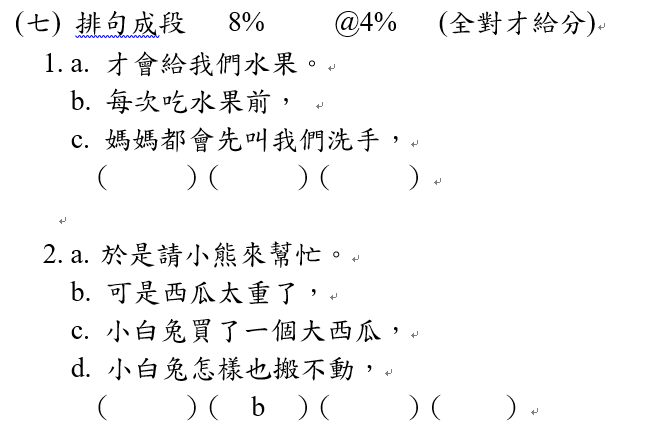 (七) 排句成段 8% @4% (全對才給分)
1. a. 才會給我們水果。
b. 每次吃水果前，
c. 媽媽都會先叫我們洗手，
( )( )( )
2. a. 於是請小熊來幫忙。
b. 可是西瓜太重了，
c. 小白兔買了一個大西瓜，
d. 小白兔怎樣也搬不動，
( )( b )( )( )